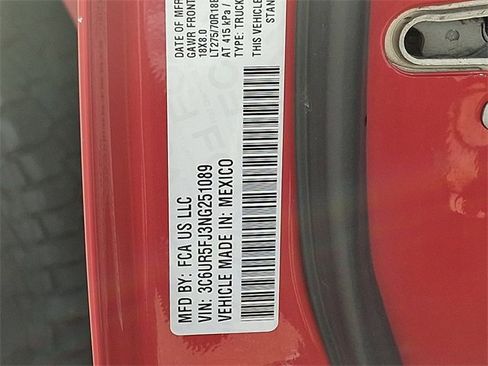 MFD BY: FCA US LLC
VIN: 3C6UR5FJ3NG251089
VEHICLE MADE IN: MEXICO
DATE OF MFR
GAWR FRONT
18X8.0
LT275/70R18E
AT 415 kPa /
TYPE: TRUCK
THIS VEHICLE
STAN